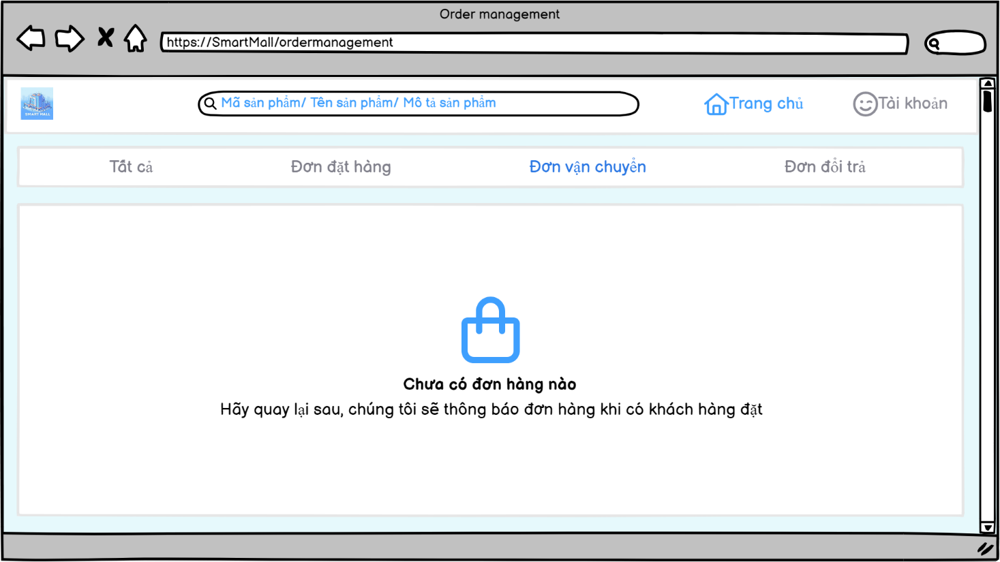 Order management
https://SmartMall/ordermanagement
SMART MALL
Mã sản phẩm/ Tên sản phẩm/ Mô tả sản phẩm
Trang chủ
Tài khoản
Tất cả
Đơn đặt hàng
Đơn vận chuyển
Đơn đổi trả
Chưa có đơn hàng nào
Hãy quay lại sau, chúng tôi sẽ thông báo đơn hàng khi có khách hàng đặt